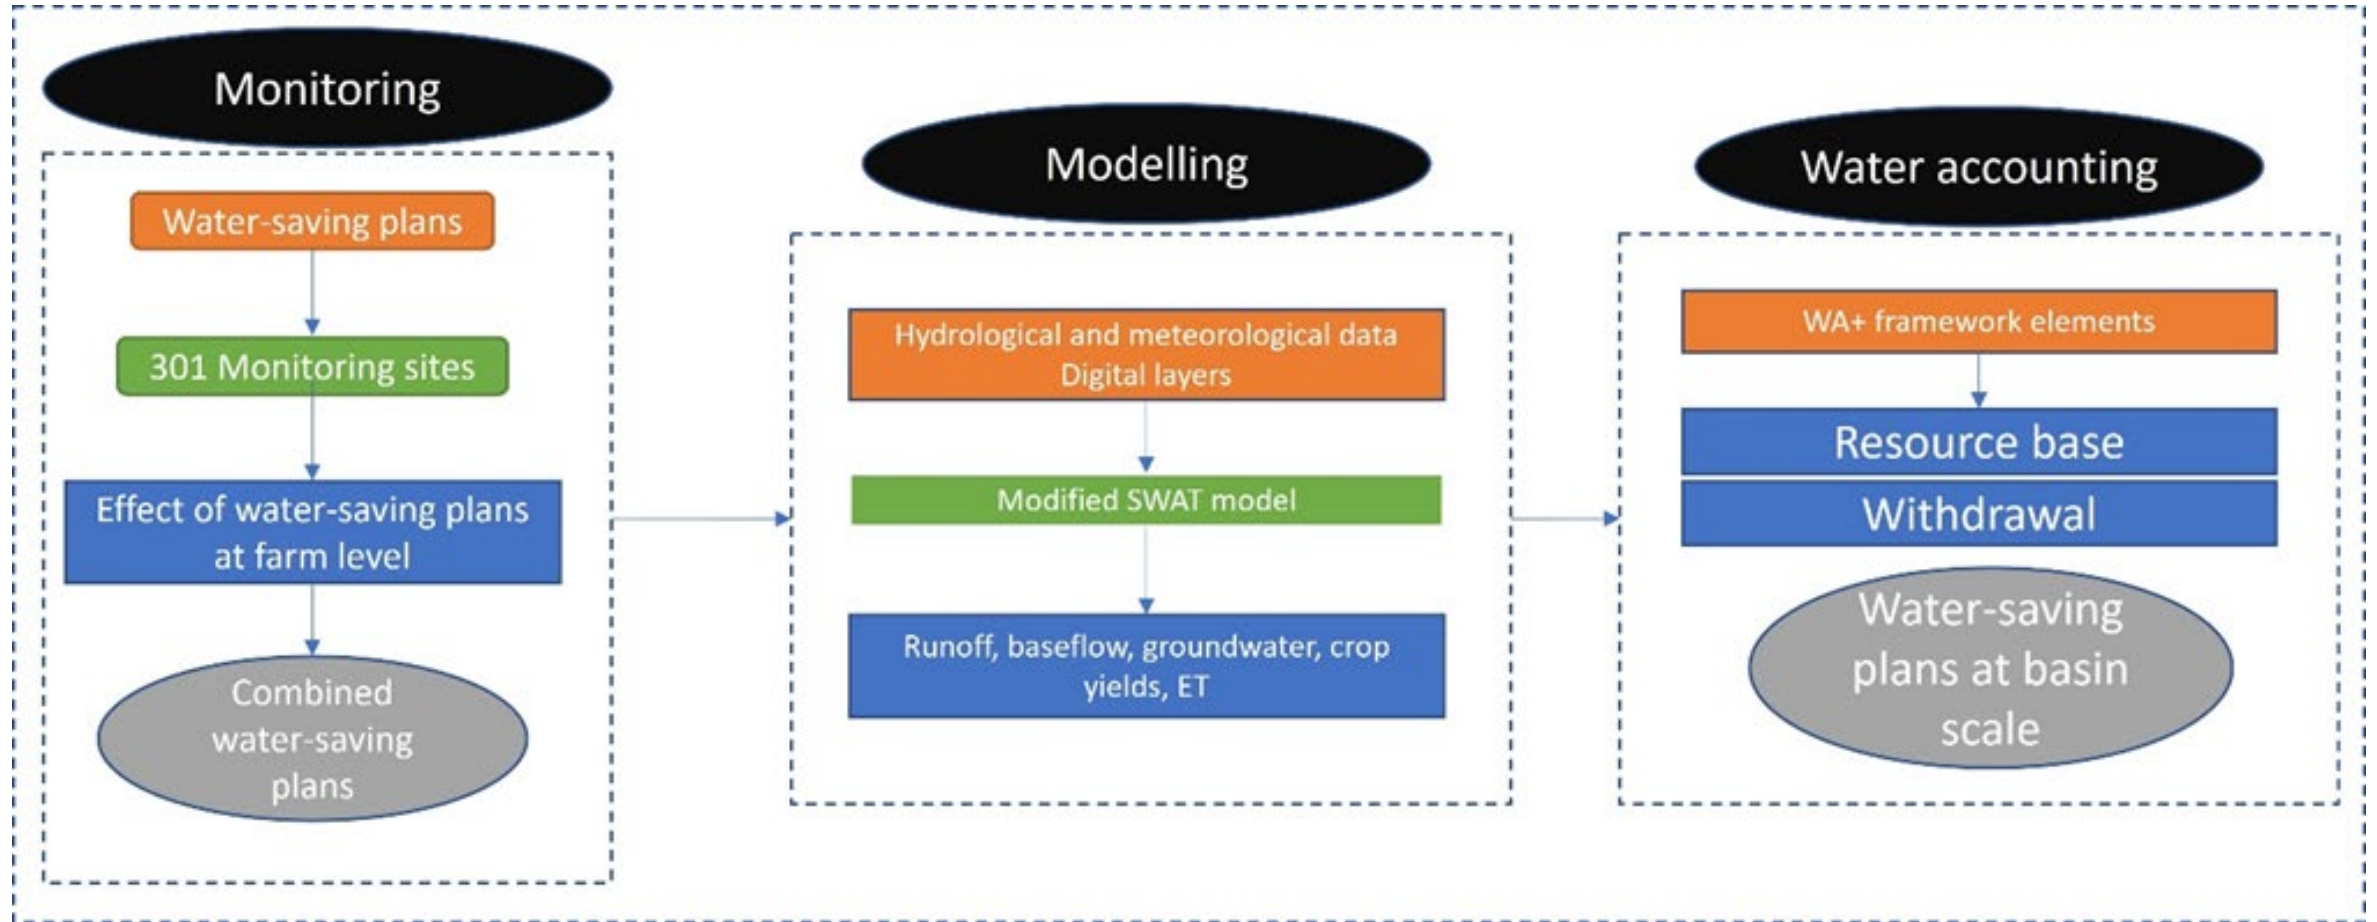 Monitoring
Water-saving plans
301 Monitoring sites
Effect of water-saving plans
at farm level
Combined
water-saving
plans
Modelling
Hydrological and meteorological data
Digital layers
Modified SWAT model
Runoff, baseflow, groundwater, crop
yields, ET
Water accounting
WA+ framework elements
Resource base
Withdrawal
Water-saving
plans at basin
scale